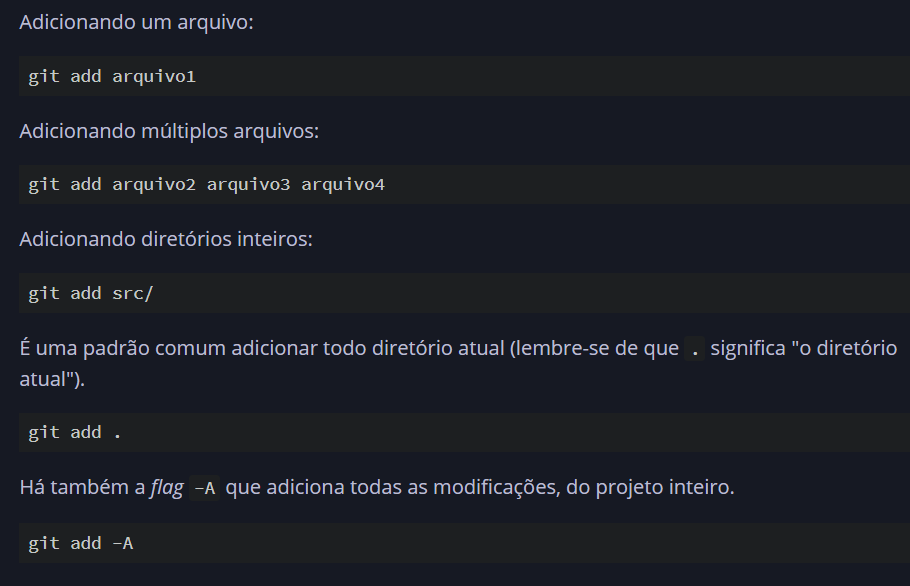 Adicionando um arquivo:
git add arquivo1
Adicionando múltiplos arquivos:
git add arquivo2 arquivo3 arquivo4
Adicionando diretórios inteiros:
git add src/
É uma padrão comum adicionar todo diretório atual (lembre-se de que . significa "o diretório
atual").
git add .
Há também a flag -A que adiciona todas as modificações, do projeto inteiro.
git add -A